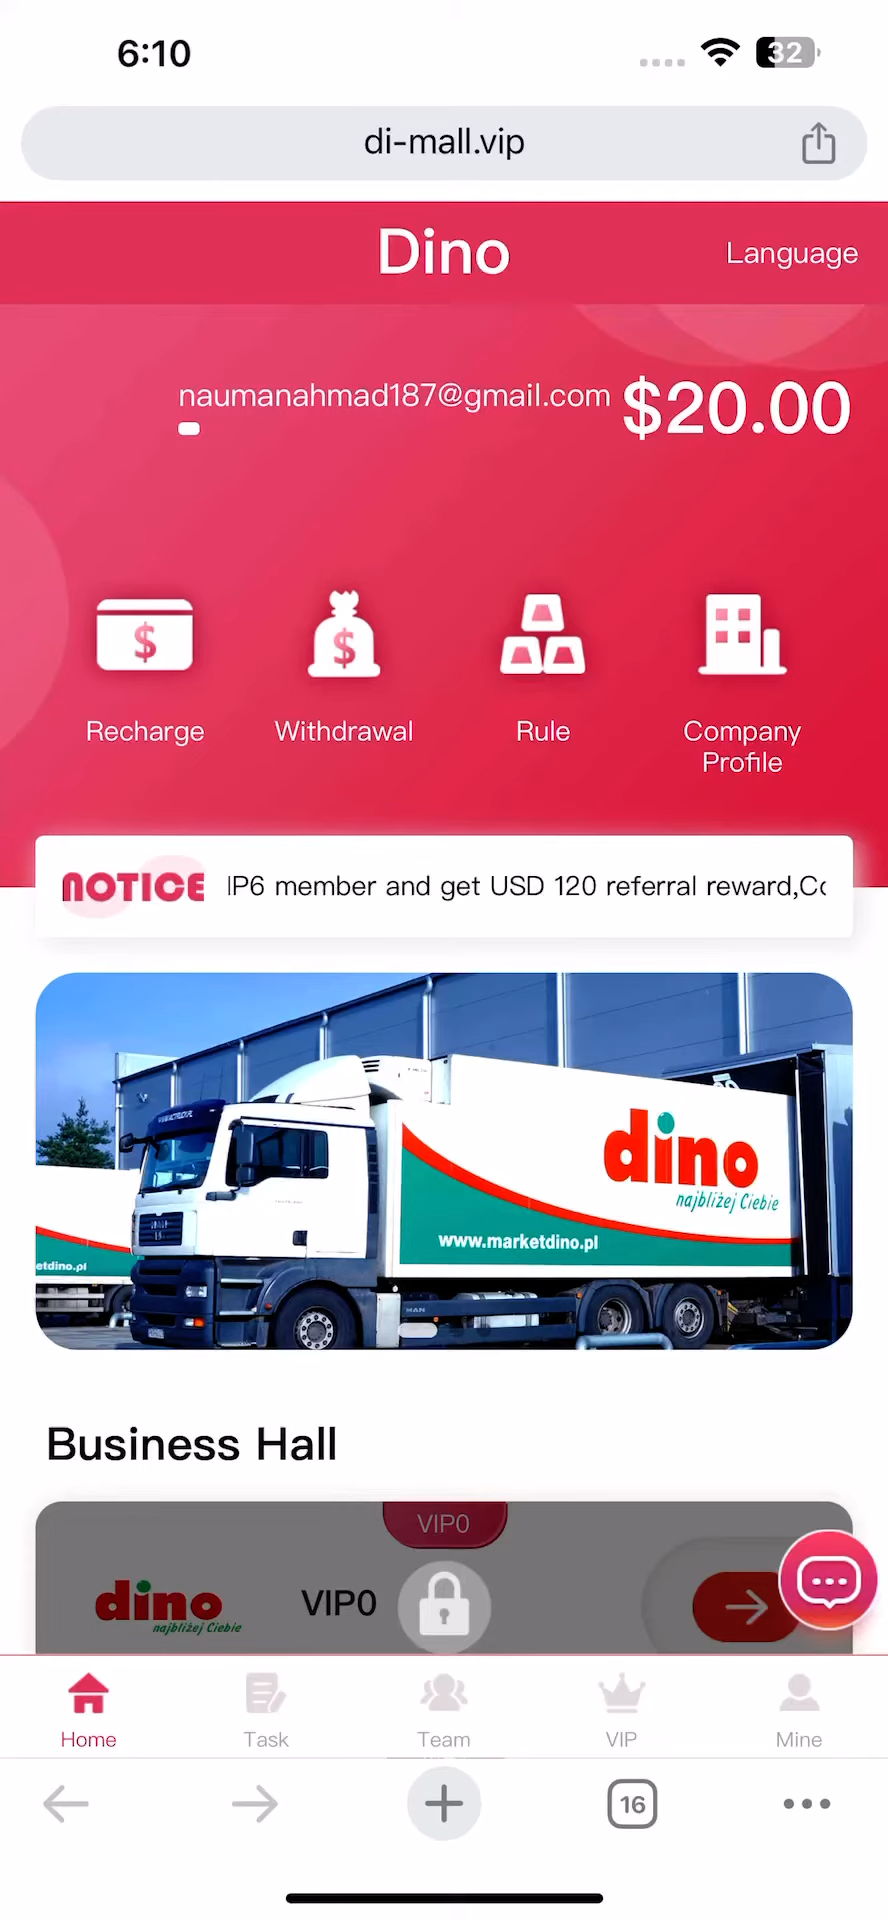 6:10
32
di-mall.vip
Dino
Language
naumanahmad187@gmail.com
$20.00
Recharge
Withdrawal
Rule
Company
Profile
NOTICE
IP6 member and get USD 120 referral reward,Co
dino
najbliżej Ciebie
www.marketdino.pl
etdino.pl
MAN
Business Hall
VIP0
dino
najbliżej Ciebie
VIP0
Home
Task
Team
VIP
Mine
16